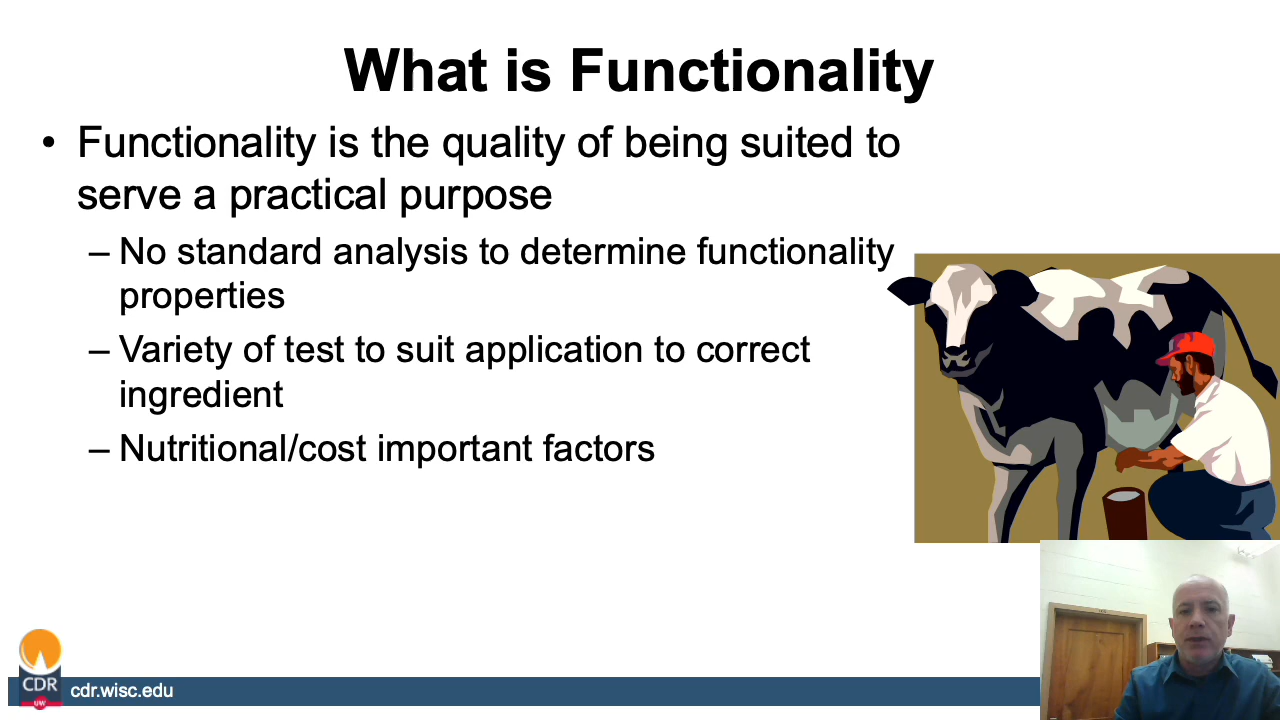 What is Functionality
• Functionality is the quality of being suited to
serve a practical purpose
– No standard analysis to determine functionality
properties
– Variety of test to suit application to correct
ingredient
– Nutritional/cost important factors
CDR
UW
cdr.wisc.edu